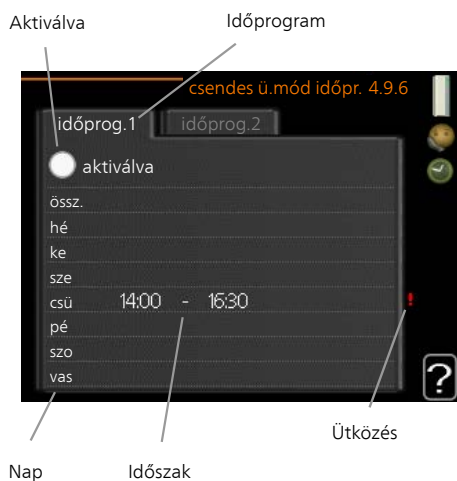 Aktiválva Időprogram
csendes ü.mód időpr. 4.9.6
időprog.1 időprog.2
aktiválva
össz.
hé
ke
sze
csü 14:00 - 16:30 !
pé
szo
vas
?
Ütközés
Nap Időszak